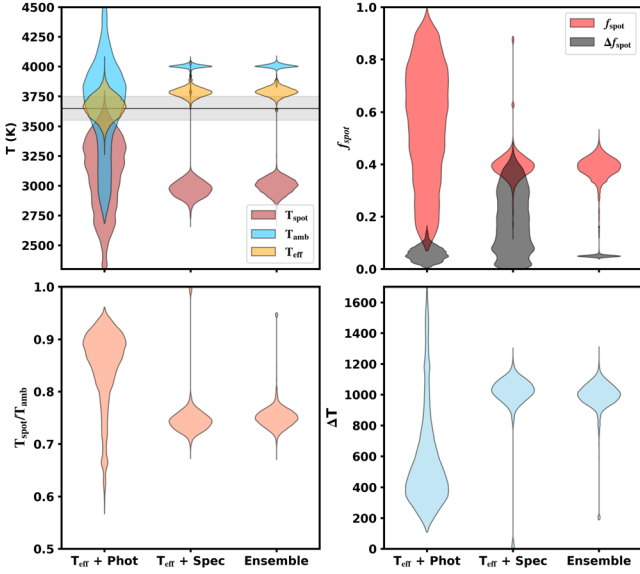 4500
4250
4000
3750
3500
3250
3000
2750
2500
T (K)
T_spot
T_amb
T_eff
1.0
0.8
0.6
0.4
0.2
0.0
f_spot
f_spot
Δf_spot
1.0
0.9
0.8
0.7
0.6
0.5
T_spot/T_amb
T_eff + Phot
T_eff + Spec
Ensemble
1600
1400
1200
1000
800
600
400
200
0
ΔT
T_eff + Phot
T_eff + Spec
Ensemble